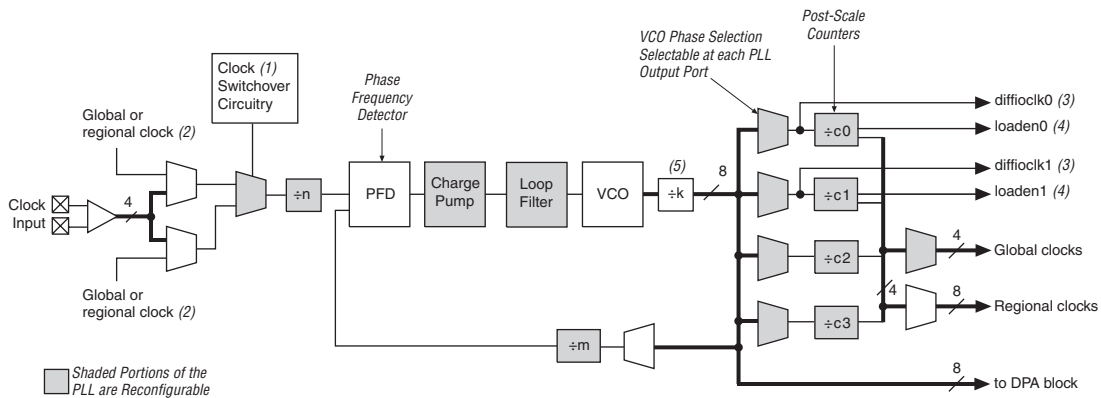 VCO Phase Selection
Selectable at each PLL
Output Port
Post-Scale
Counters
Clock (1)
Switchover
Circuitry
Phase
Frequency
Detector
Global or
regional clock (2)
Clock
Input
4
Global or
regional clock (2)
÷n
PFD
Charge
Pump
Loop
Filter
VCO
(5)
÷k
8
÷c0
÷c1
÷c2
÷c3
÷m
diffioclk0 (3)
loaden0 (4)
diffioclk1 (3)
loaden1 (4)
4
Global clocks
4
8
Regional clocks
8
to DPA block
Shaded Portions of the
PLL are Reconfigurable